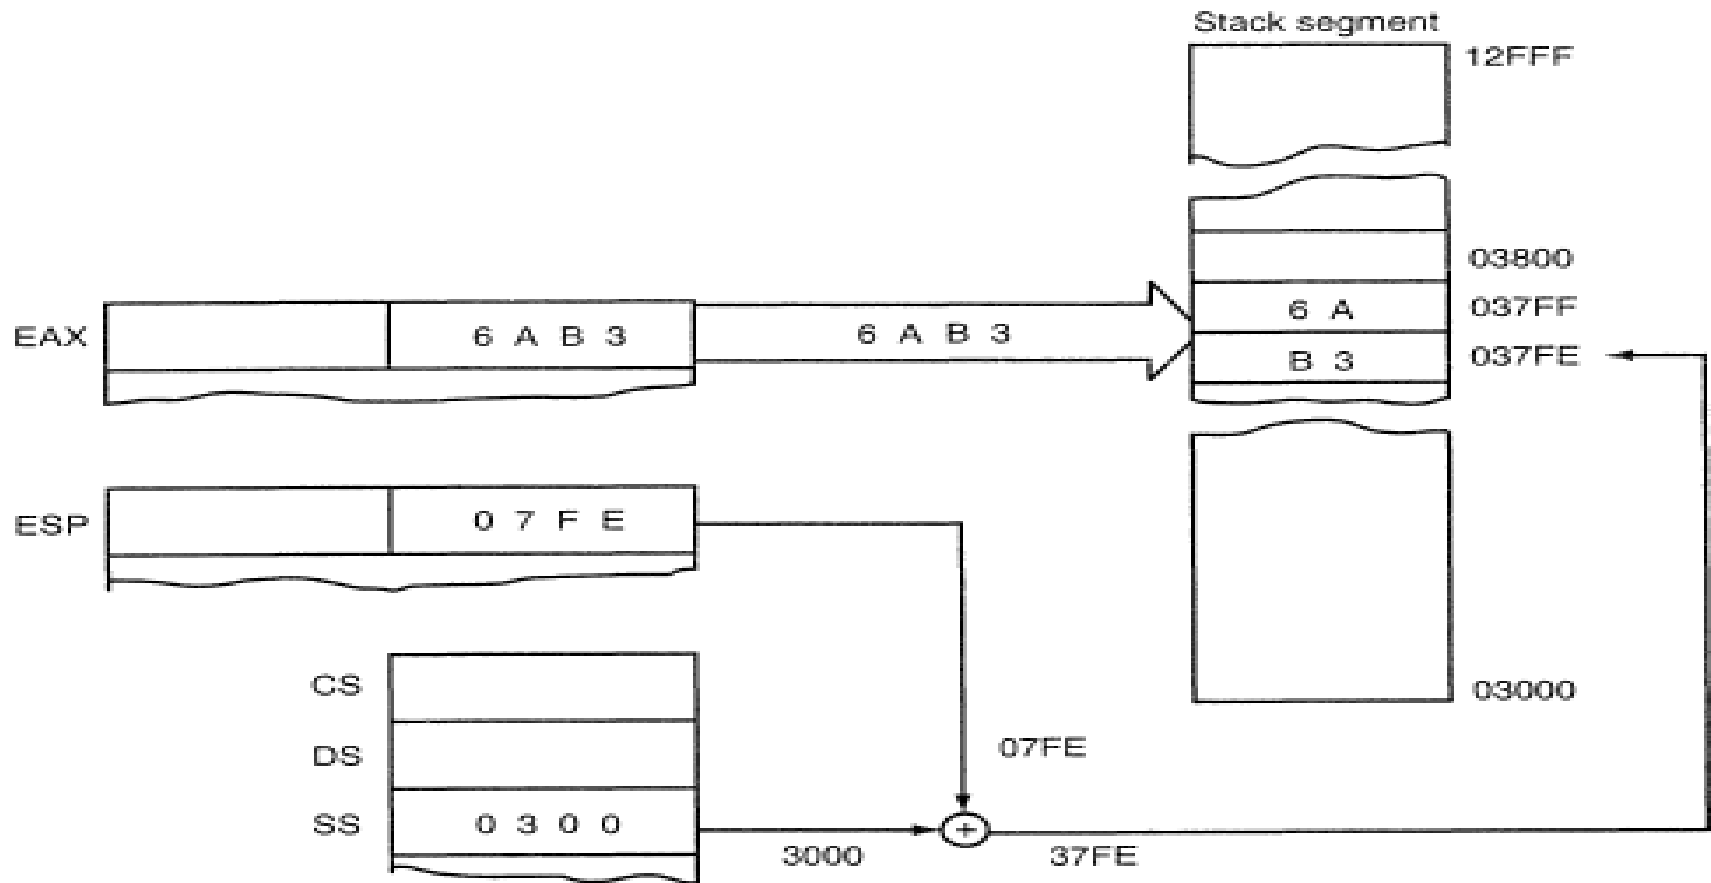 Stack segment
12FFF
03800
EAX
6 A B 3
6 A B 3
6 A
037FF
B 3
037FE
ESP
0 7 F E
03000
CS
DS
07FE
SS
0 3 0 0
+
3000
37FE